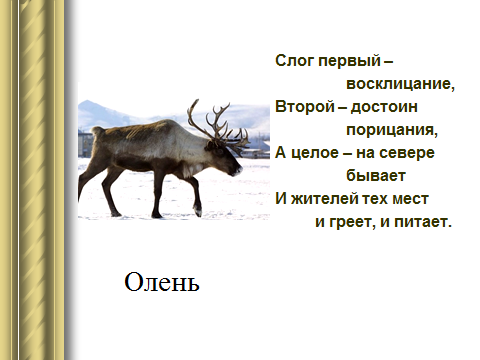 Слог первый –
восклицание,
Второй – достоин
порицания,
А целое – на севере
бывает
И жителей тех мест
и греет, и питает.
Олень